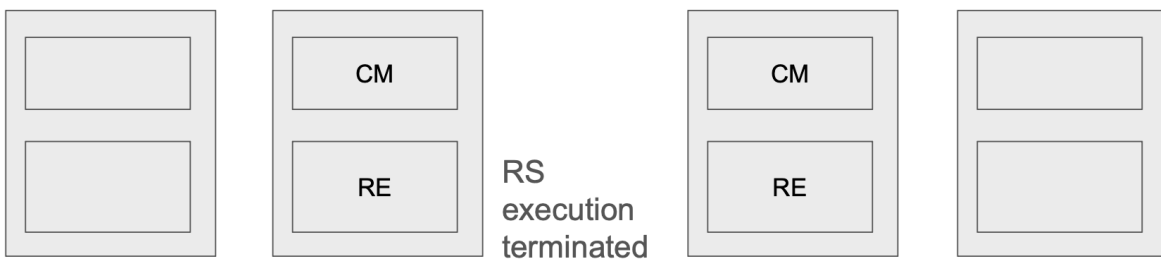 CM
CM
RE
RE
RS
execution
terminated